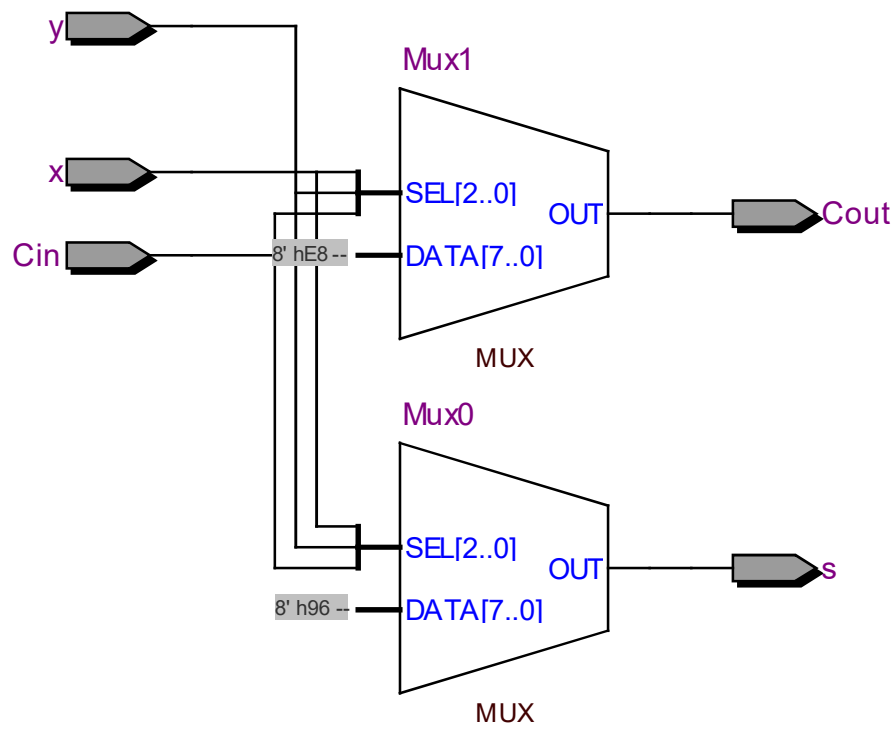 y
Mux1
x
SEL[2..0]
OUT
Cout
Cin
8' hE8 --
DATA[7..0]
MUX
Mux0
SEL[2..0]
OUT
s
8' h96 --
DATA[7..0]
MUX